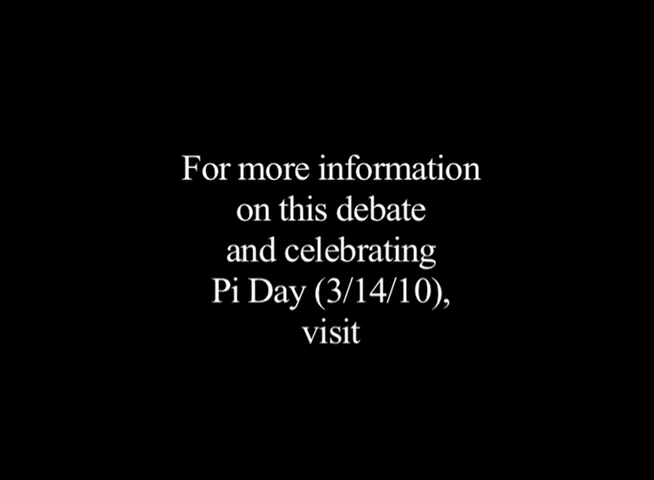 For more information
on this debate
and celebrating
Pi Day (3/14/10),
visit